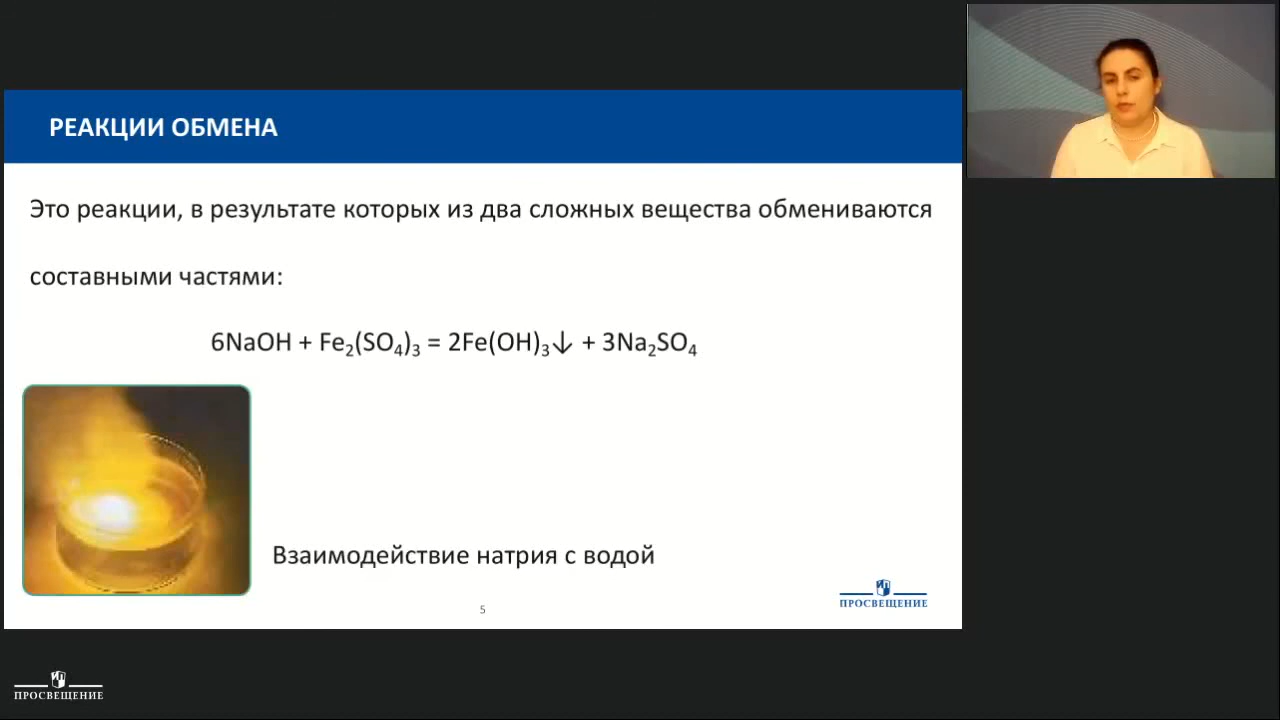 РЕАКЦИИ ОБМЕНА
Это реакции, в результате которых из два сложных вещества обмениваются
составными частями:
6NaOH + Fe₂(SO₄)₃ = 2Fe(OH)₃↓ + 3Na₂SO₄
Взаимодействие натрия с водой
ПРОСВЕЩЕНИЕ
5
ПРОСВЕЩЕНИЕ